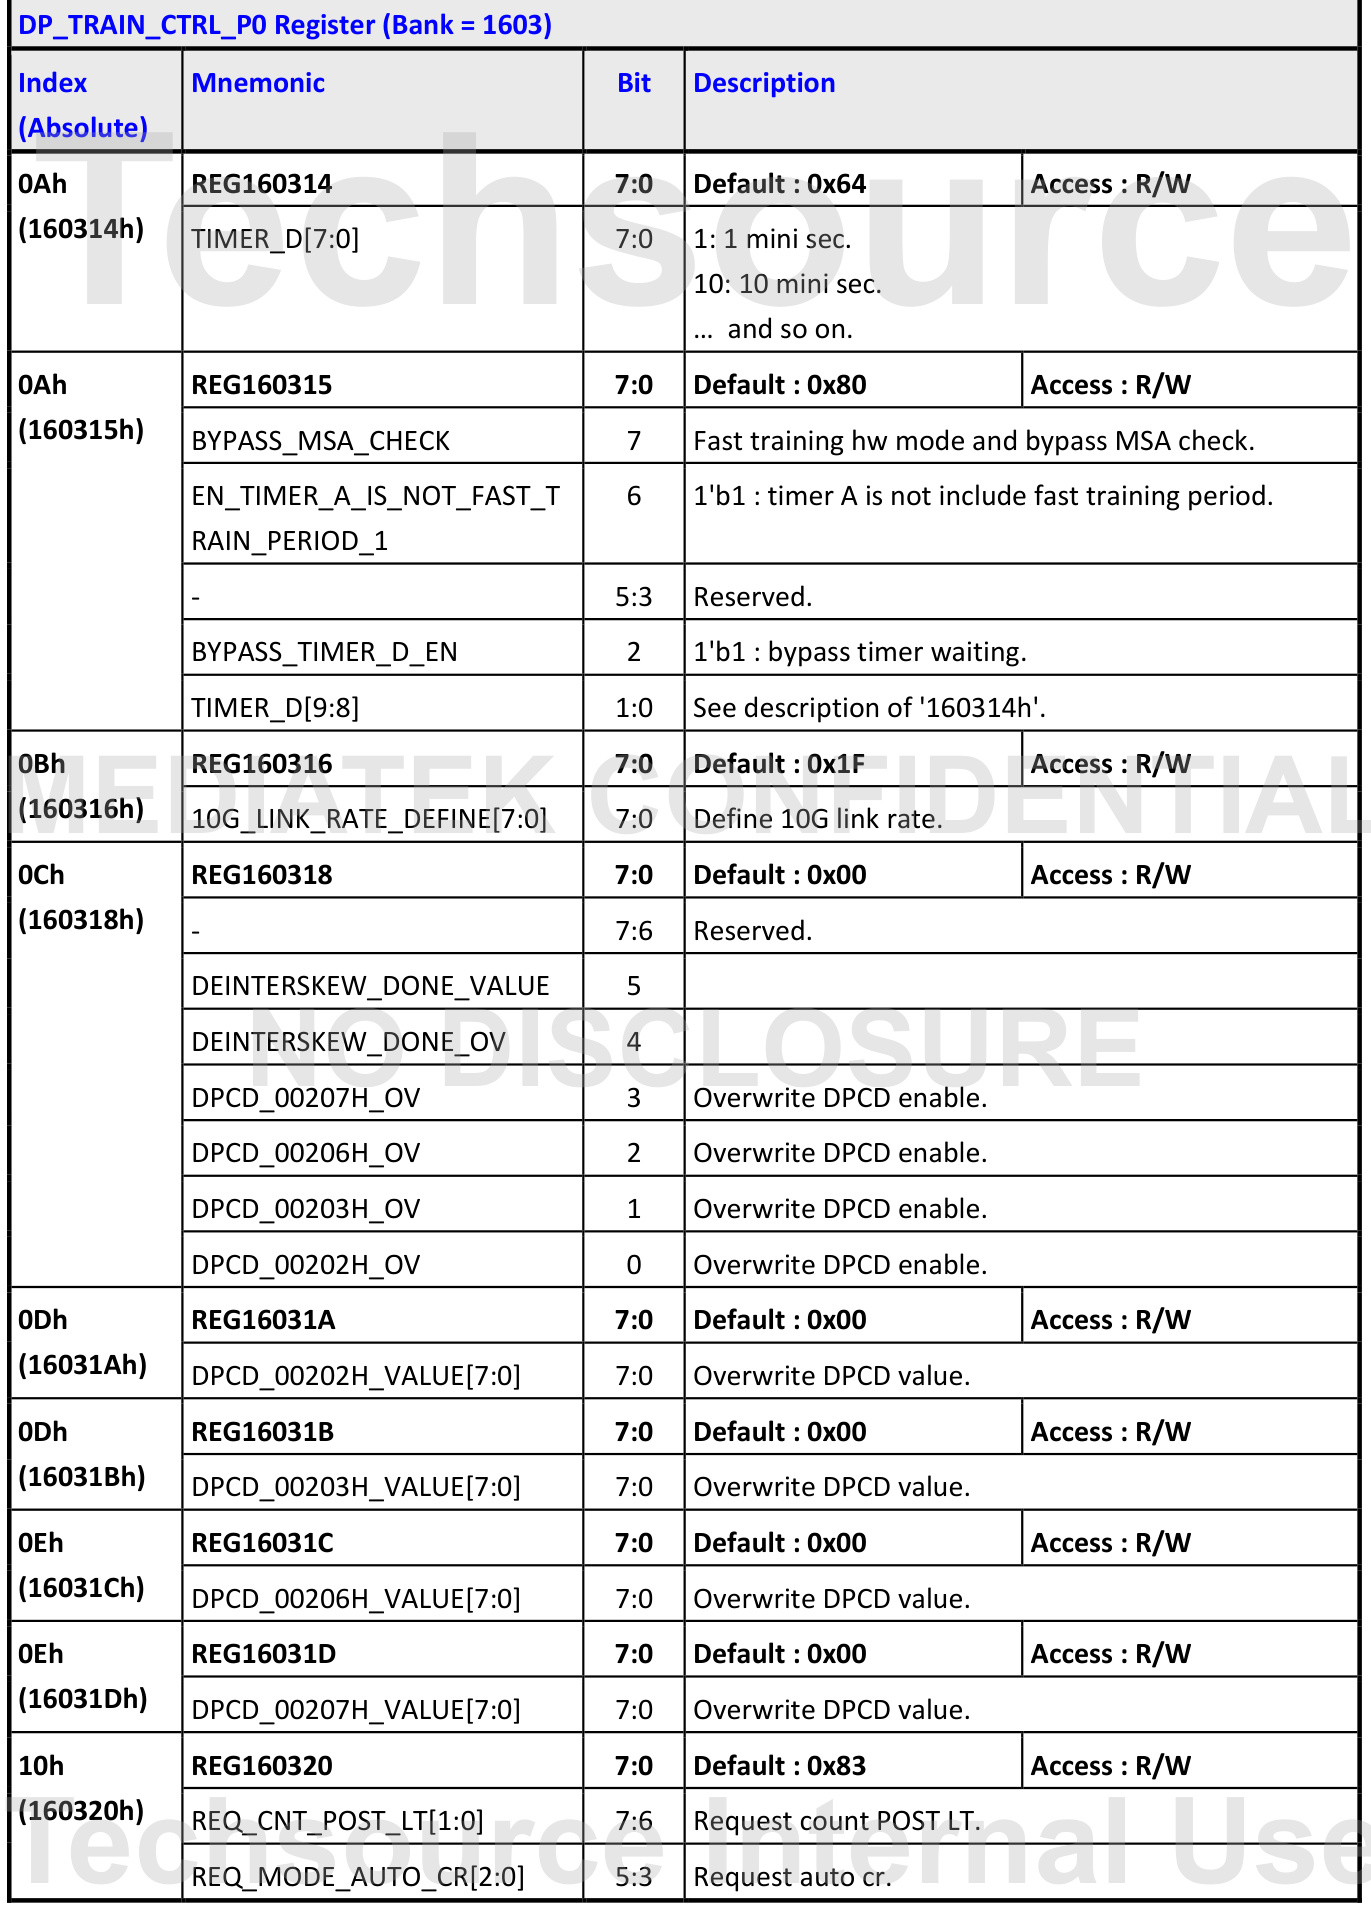 DP_TRAIN_CTRL_P0 Register (Bank = 1603)
Index (Absolute) Mnemonic Bit Description
0Ah (160314h) REG160314 7:0 Default : 0x64 Access : R/W
TIMER_D[7:0] 7:0 1: 1 mini sec.
10: 10 mini sec.
... and so on.
0Ah (160315h) REG160315 7:0 Default : 0x80 Access : R/W
BYPASS_MSA_CHECK 7 Fast training hw mode and bypass MSA check.
EN_TIMER_A_IS_NOT_FAST_T 6 1'b1 : timer A is not include fast training period.
RAIN_PERIOD_1
- 5:3 Reserved.
BYPASS_TIMER_D_EN 2 1'b1 : bypass timer waiting.
TIMER_D[9:8] 1:0 See description of '160314h'.
0Bh (160316h) REG160316 7:0 Default : 0x1F Access : R/W
10G_LINK_RATE_DEFINE[7:0] 7:0 Define 10G link rate.
0Ch (160318h) REG160318 7:0 Default : 0x00 Access : R/W
- 7:6 Reserved.
DEINTERSKEW_DONE_VALUE 5
DEINTERSKEW_DONE_OV 4
DPCD_00207H_OV 3 Overwrite DPCD enable.
DPCD_00206H_OV 2 Overwrite DPCD enable.
DPCD_00203H_OV 1 Overwrite DPCD enable.
DPCD_00202H_OV 0 Overwrite DPCD enable.
0Dh (16031Ah) REG16031A 7:0 Default : 0x00 Access : R/W
DPCD_00202H_VALUE[7:0] 7:0 Overwrite DPCD value.
0Dh (16031Bh) REG16031B 7:0 Default : 0x00 Access : R/W
DPCD_00203H_VALUE[7:0] 7:0 Overwrite DPCD value.
0Eh (16031Ch) REG16031C 7:0 Default : 0x00 Access : R/W
DPCD_00206H_VALUE[7:0] 7:0 Overwrite DPCD value.
0Eh (16031Dh) REG16031D 7:0 Default : 0x00 Access : R/W
DPCD_00207H_VALUE[7:0] 7:0 Overwrite DPCD value.
10h (160320h) REG160320 7:0 Default : 0x83 Access : R/W
REQ_CNT_POST_LT[1:0] 7:6 Request count POST LT.
REQ_MODE_AUTO_CR[2:0] 5:3 Request auto cr.
Techsource
MEDIATEK CONFIDENTIAL
NO DISCLOSURE
Techsource Internal Use